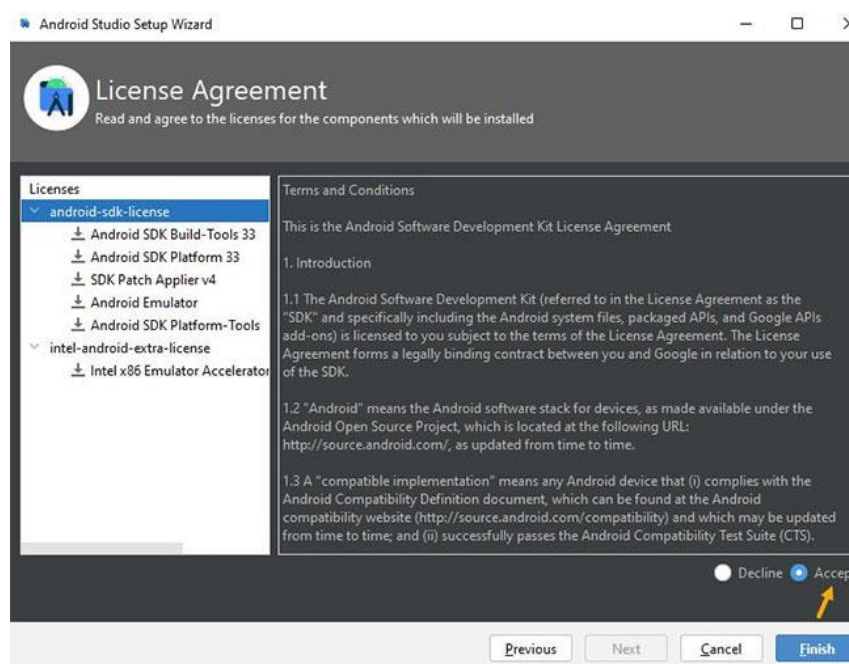 Android Studio Setup Wizard
License Agreement
Read and agree to the licenses for the components which will be installed
Licenses
android-sdk-license
Android SDK Build-Tools 33
Android SDK Platform 33
SDK Patch Applier v4
Android Emulator
Android SDK Platform-Tools
intel-android-extra-license
Intel x86 Emulator Accelerator
Terms and Conditions
This is the Android Software Development Kit License Agreement
1. Introduction
1.1 The Android Software Development Kit (referred to in the License Agreement as the
"SDK" and specifically including the Android system files, packaged APIs, and Google APIs
add-ons) is licensed to you subject to the terms of the License Agreement. The License
Agreement forms a legally binding contract between you and Google in relation to your use
of the SDK.
1.2 "Android" means the Android software stack for devices, as made available under the
Android Open Source Project, which is located at the following URL:
http://source.android.com/, as updated from time to time.
1.3 A "compatible implementation" means any Android device that (i) complies with the
Android Compatibility Definition document, which can be found at the Android
compatibility website (http://source.android.com/compatibility) and which may be updated
from time to time; and (ii) successfully passes the Android Compatibility Test Suite (CTS).
Decline Accep
Previous Next Cancel Finish